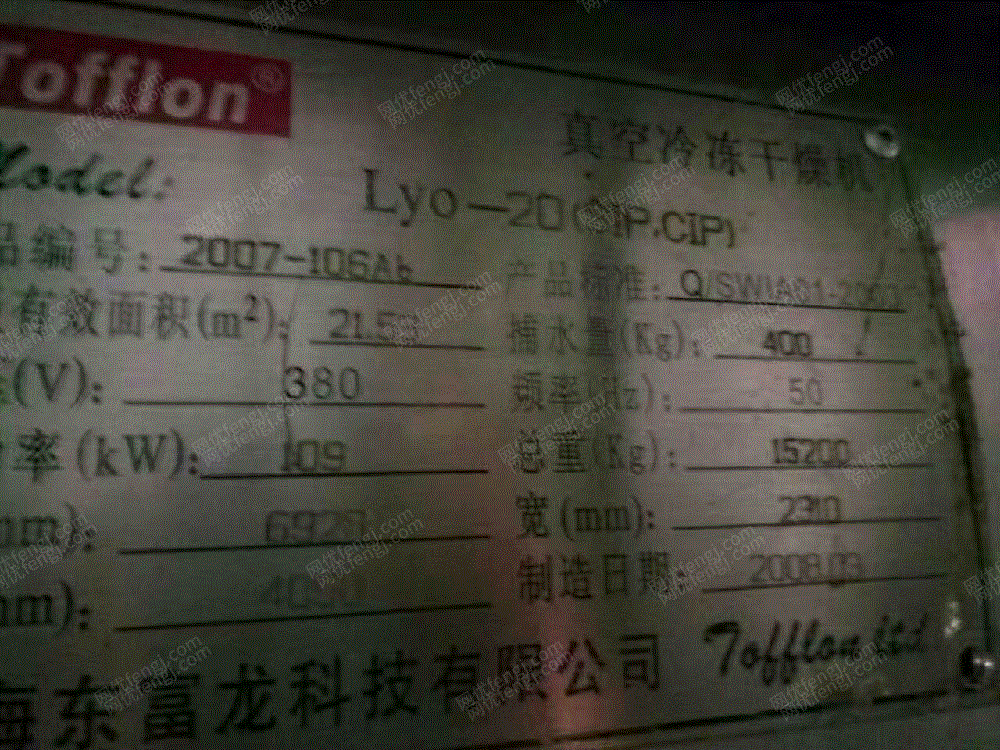 Tofflon®
真空冷冻干燥机
Model: Lyo-20 (CIP)
品编号: 2007-106Ab 产品标准: Q/SWIA01-
有效面积(m²): 21.5 捕水量(Kg): 400
(V): 380 频率(Hz): 50
率(kW): 109 总重(Kg): 15200
mm): 宽(mm): 2310
mm): 制造日期: 2008.03
海东富龙科技有限公司 Tofflon Ltd